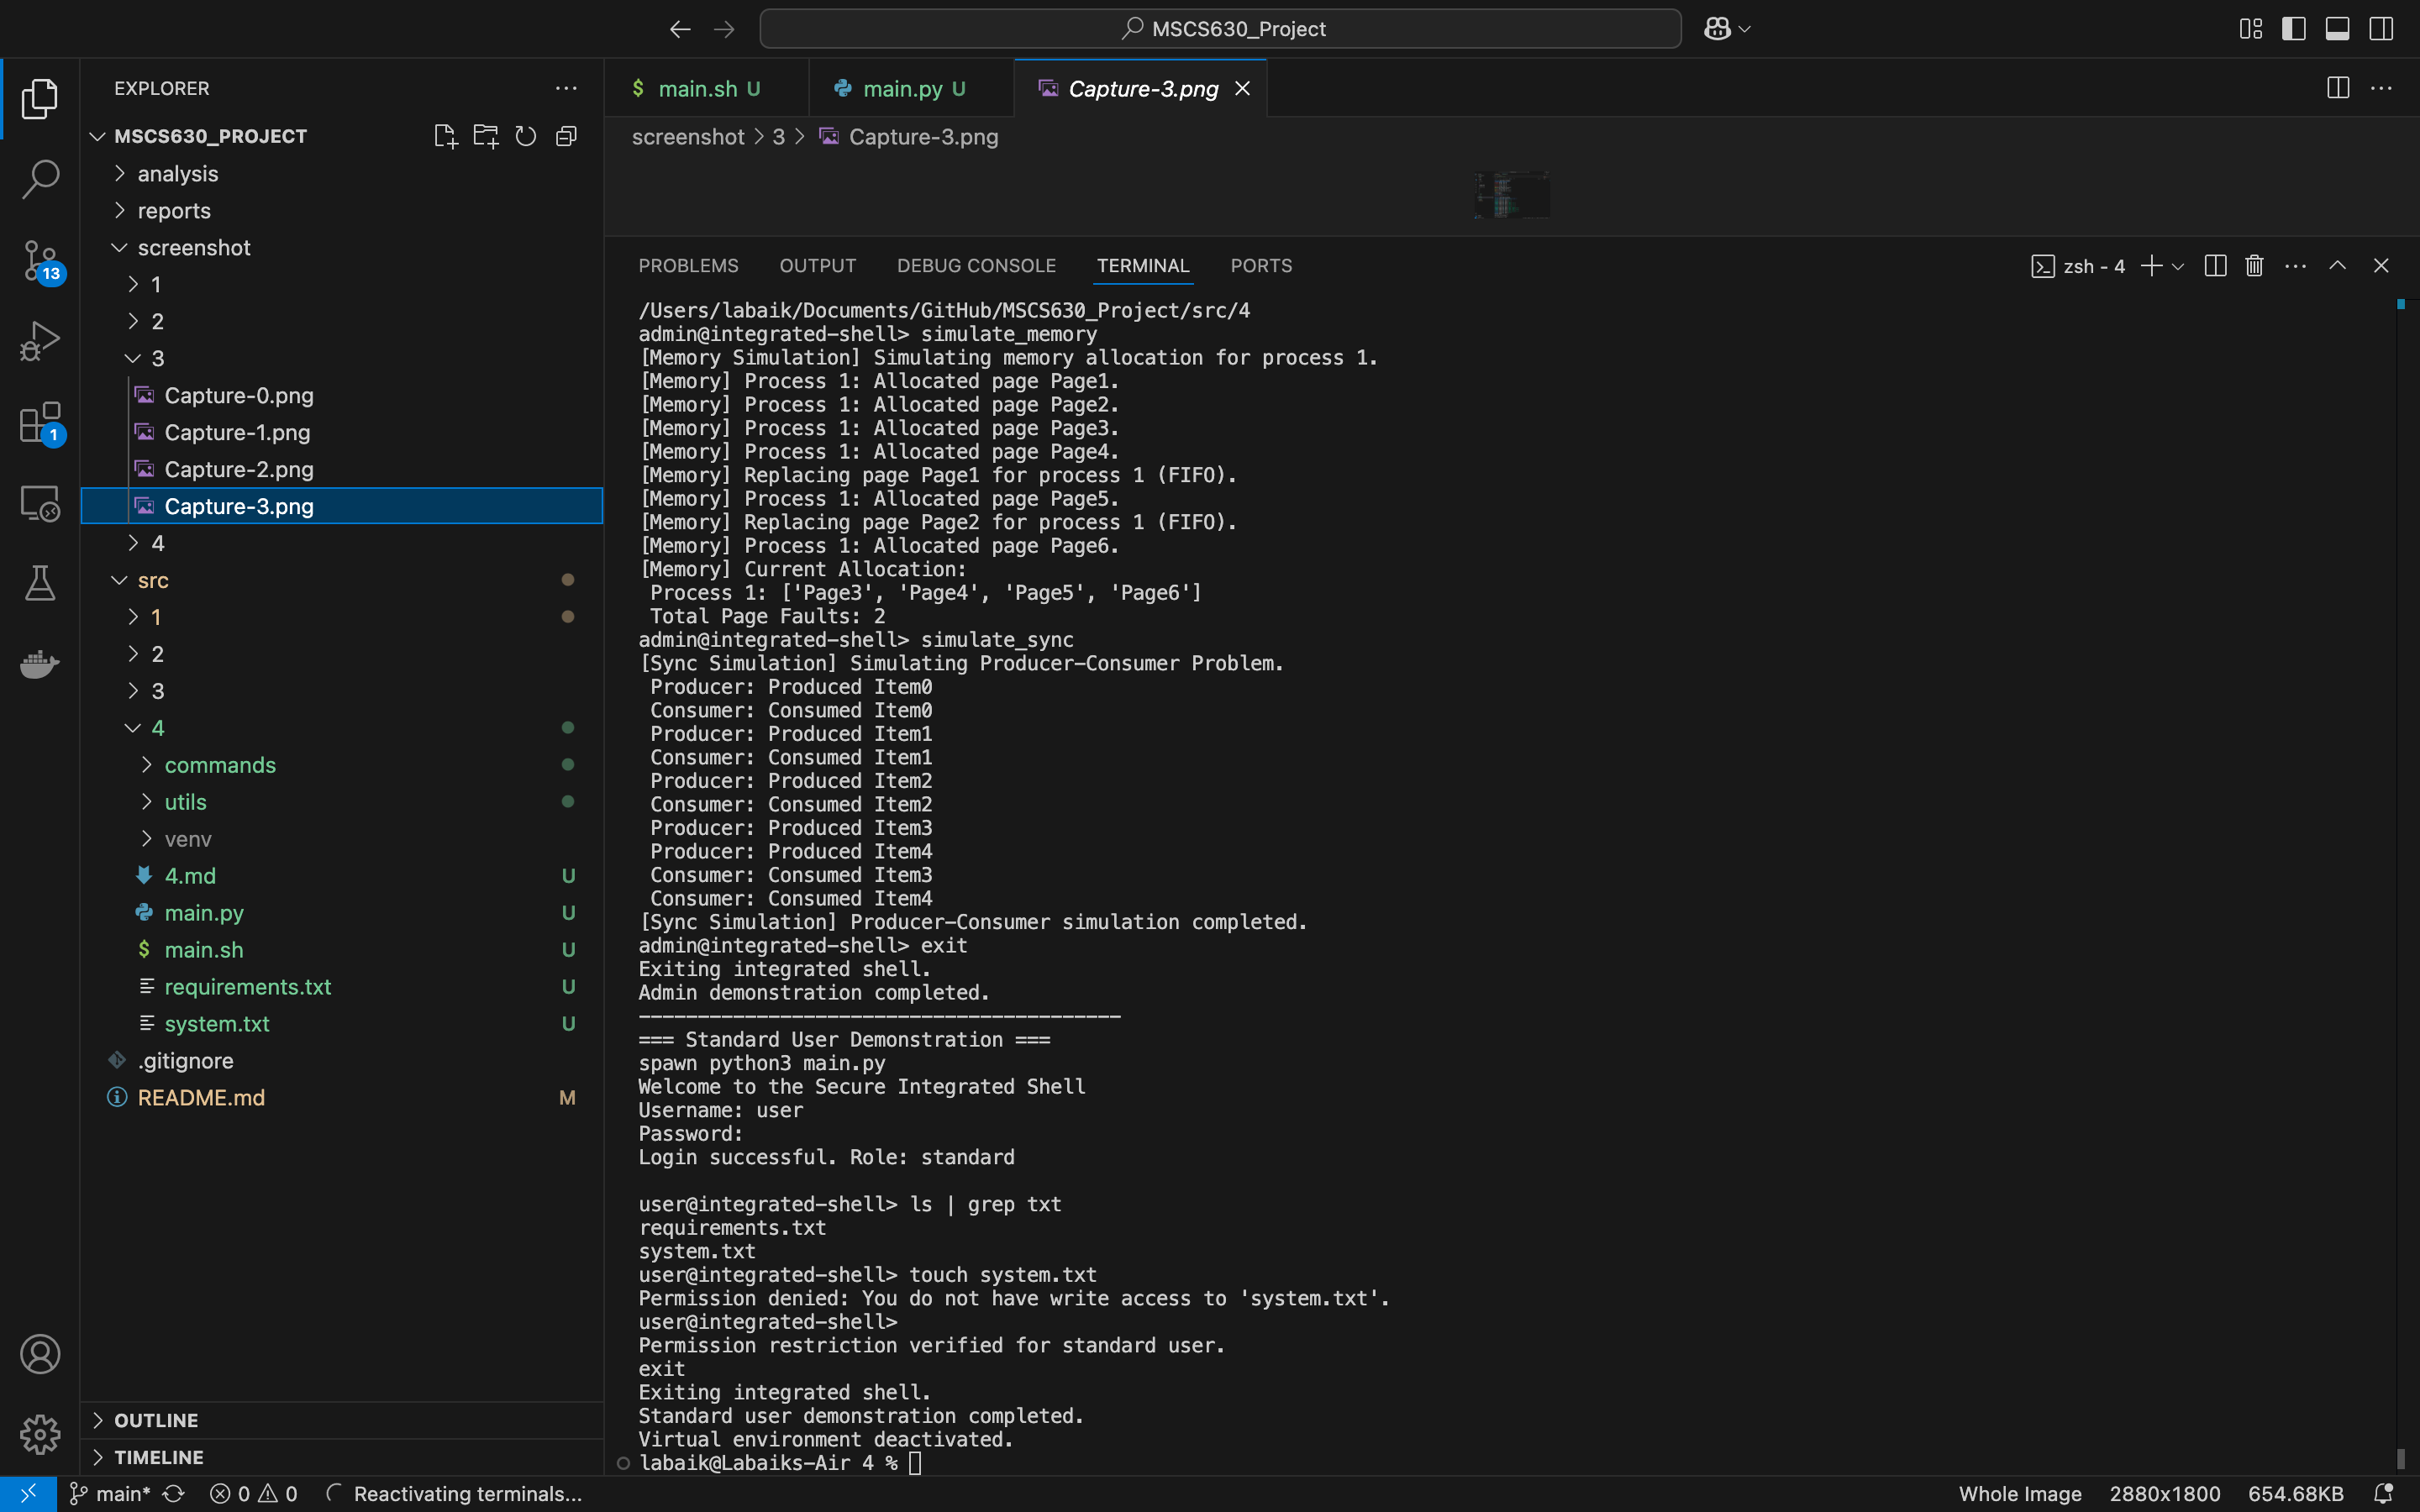 MSCS630_Project
EXPLORER
MSCS630_PROJECT
analysis
reports
screenshot
1
2
3
Capture-0.png
Capture-1.png
Capture-2.png
Capture-3.png
4
src
1
2
3
4
commands
utils
venv
4.md U
main.py U
main.sh U
requirements.txt U
system.txt U
.gitignore
README.md M
OUTLINE
TIMELINE
13
1
main.sh U
main.py U
Capture-3.png
screenshot > 3 > Capture-3.png
PROBLEMS OUTPUT DEBUG CONSOLE TERMINAL PORTS
zsh - 4
/Users/labaik/Documents/GitHub/MSCS630_Project/src/4
admin@integrated-shell> simulate_memory
[Memory Simulation] Simulating memory allocation for process 1.
[Memory] Process 1: Allocated page Page1.
[Memory] Process 1: Allocated page Page2.
[Memory] Process 1: Allocated page Page3.
[Memory] Process 1: Allocated page Page4.
[Memory] Replacing page Page1 for process 1 (FIFO).
[Memory] Process 1: Allocated page Page5.
[Memory] Replacing page Page2 for process 1 (FIFO).
[Memory] Process 1: Allocated page Page6.
[Memory] Current Allocation:
Process 1: ['Page3', 'Page4', 'Page5', 'Page6']
Total Page Faults: 2
admin@integrated-shell> simulate_sync
[Sync Simulation] Simulating Producer-Consumer Problem.
Producer: Produced Item0
Consumer: Consumed Item0
Producer: Produced Item1
Consumer: Consumed Item1
Producer: Produced Item2
Consumer: Consumed Item2
Producer: Produced Item3
Producer: Produced Item4
Consumer: Consumed Item3
Consumer: Consumed Item4
[Sync Simulation] Producer-Consumer simulation completed.
admin@integrated-shell> exit
Exiting integrated shell.
Admin demonstration completed.
-----------------------------------------
=== Standard User Demonstration ===
spawn python3 main.py
Welcome to the Secure Integrated Shell
Username: user
Password:
Login successful. Role: standard
user@integrated-shell> ls | grep txt
requirements.txt
system.txt
user@integrated-shell> touch system.txt
Permission denied: You do not have write access to 'system.txt'.
user@integrated-shell>
Permission restriction verified for standard user.
exit
Exiting integrated shell.
Standard user demonstration completed.
Virtual environment deactivated.
labaik@Labaiks-Air 4 %
main* 0 0 Reactivating terminals... Whole Image 2880x1800 654.68KB